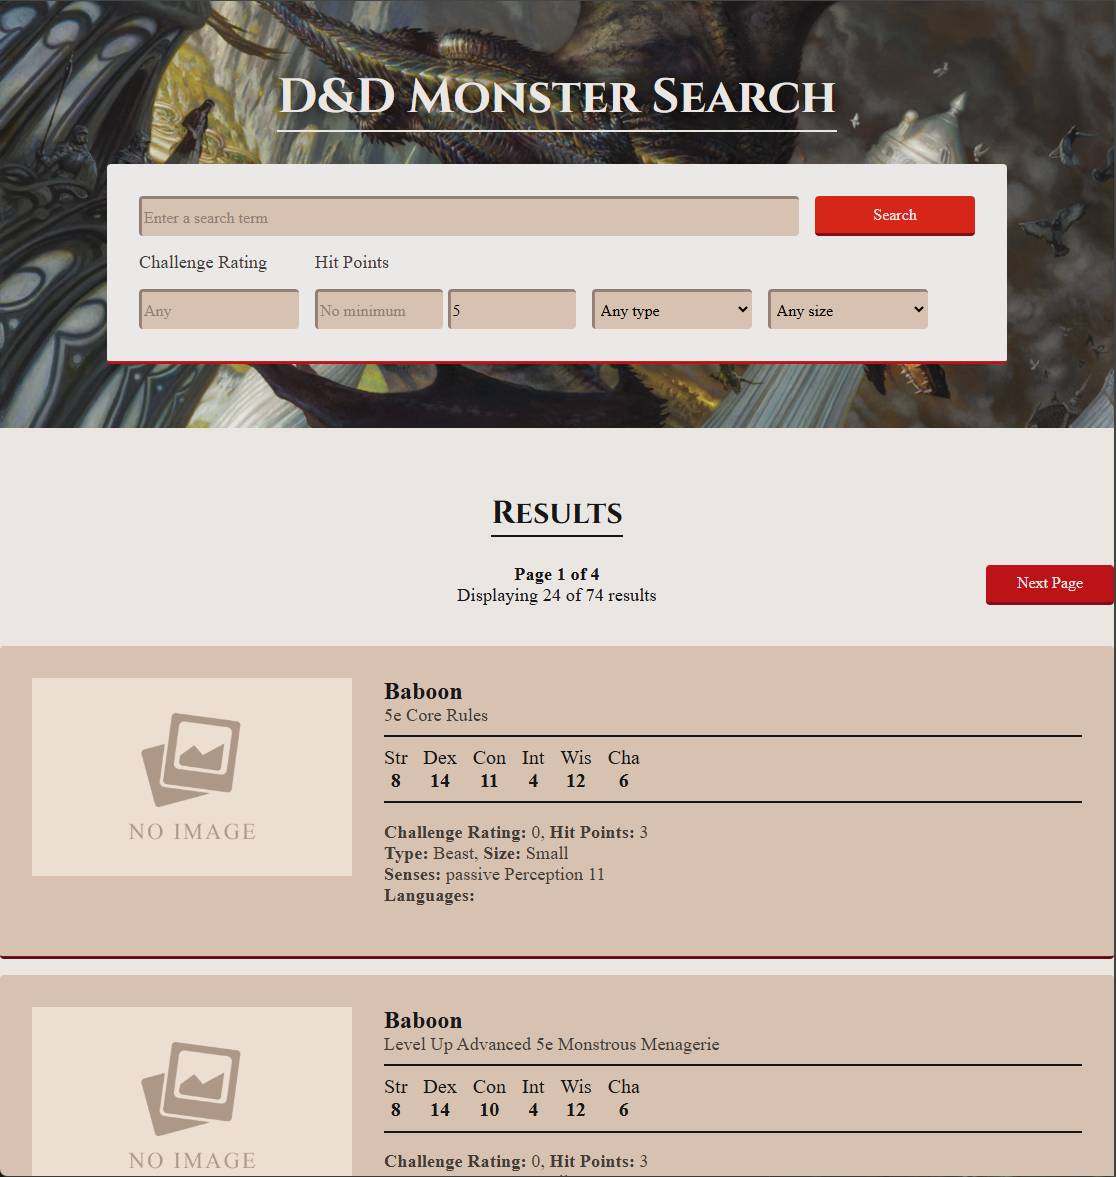 D&D Monster Search
Enter a search term
Search
Challenge Rating
Hit Points
Any
No minimum
5
Any type
Any size
Results
Page 1 of 4
Displaying 24 of 74 results
Next Page
NO IMAGE
Baboon
5e Core Rules
Str Dex Con Int Wis Cha
8 14 11 4 12 6
Challenge Rating: 0, Hit Points: 3
Type: Beast, Size: Small
Senses: passive Perception 11
Languages:
NO IMAGE
Baboon
Level Up Advanced 5e Monstrous Menagerie
Str Dex Con Int Wis Cha
8 14 10 4 12 6
Challenge Rating: 0, Hit Points: 3